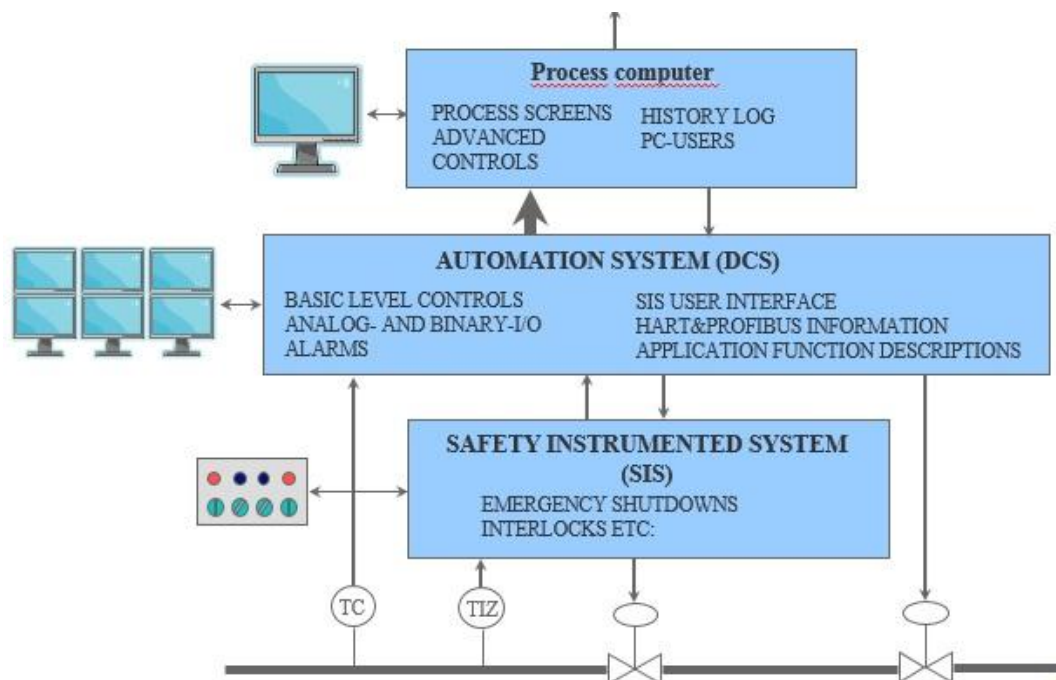 Process computer
PROCESS SCREENS
ADVANCED
CONTROLS
HISTORY LOG
PC-USERS
AUTOMATION SYSTEM (DCS)
BASIC LEVEL CONTROLS
ANALOG- AND BINARY-I/O
ALARMS
SIS USER INTERFACE
HART&PROFIBUS INFORMATION
APPLICATION FUNCTION DESCRIPTIONS
SAFETY INSTRUMENTED SYSTEM
(SIS)
EMERGENCY SHUTDOWNS
INTERLOCKS ETC:
TC
TIZ